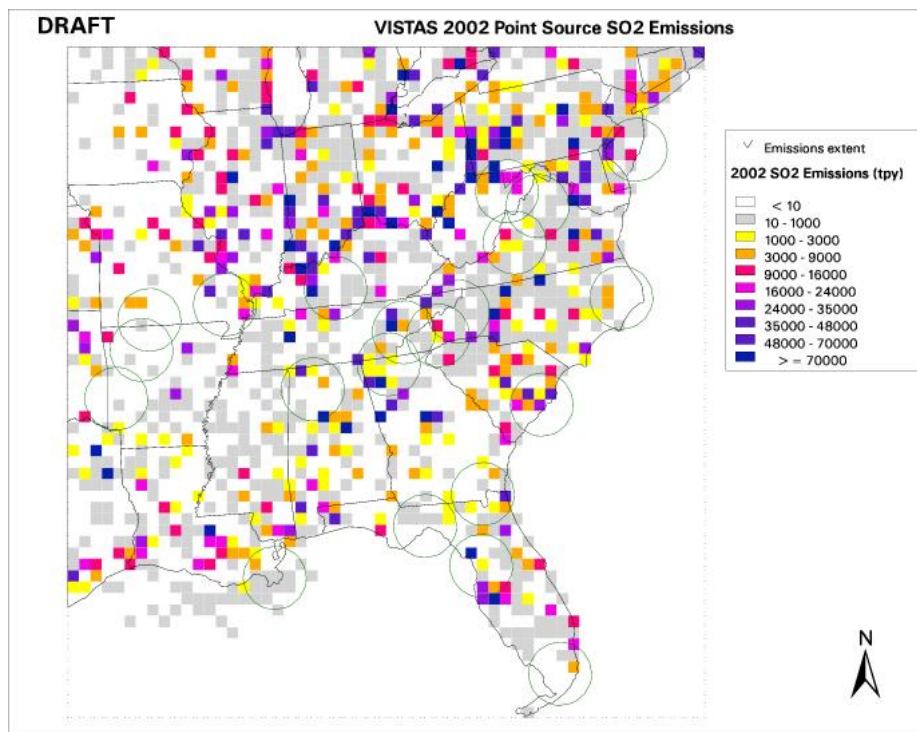 DRAFT
VISTAS 2002 Point Source SO2 Emissions
Emissions extent
2002 SO2 Emissions (tpy)
< 10
10 - 1000
1000 - 3000
3000 - 9000
9000 - 16000
16000 - 24000
24000 - 35000
35000 - 48000
48000 - 70000
> = 70000
N